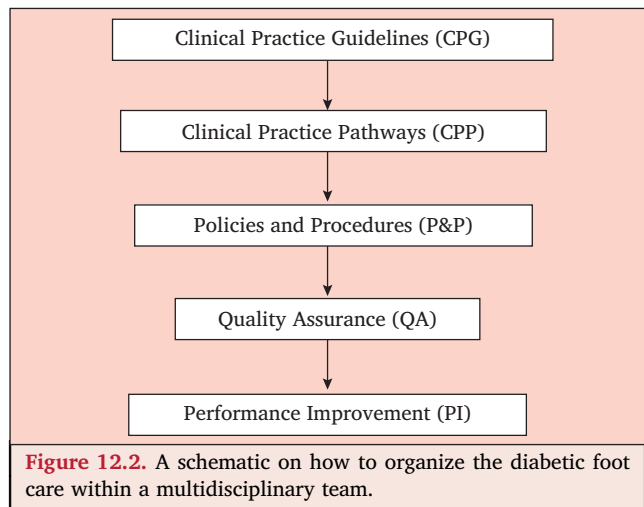 Clinical Practice Guidelines (CPG)
Clinical Practice Pathways (CPP)
Policies and Procedures (P&P)
Quality Assurance (QA)
Performance Improvement (PI)
Figure 12.2. A schematic on how to organize the diabetic foot
care within a multidisciplinary team.